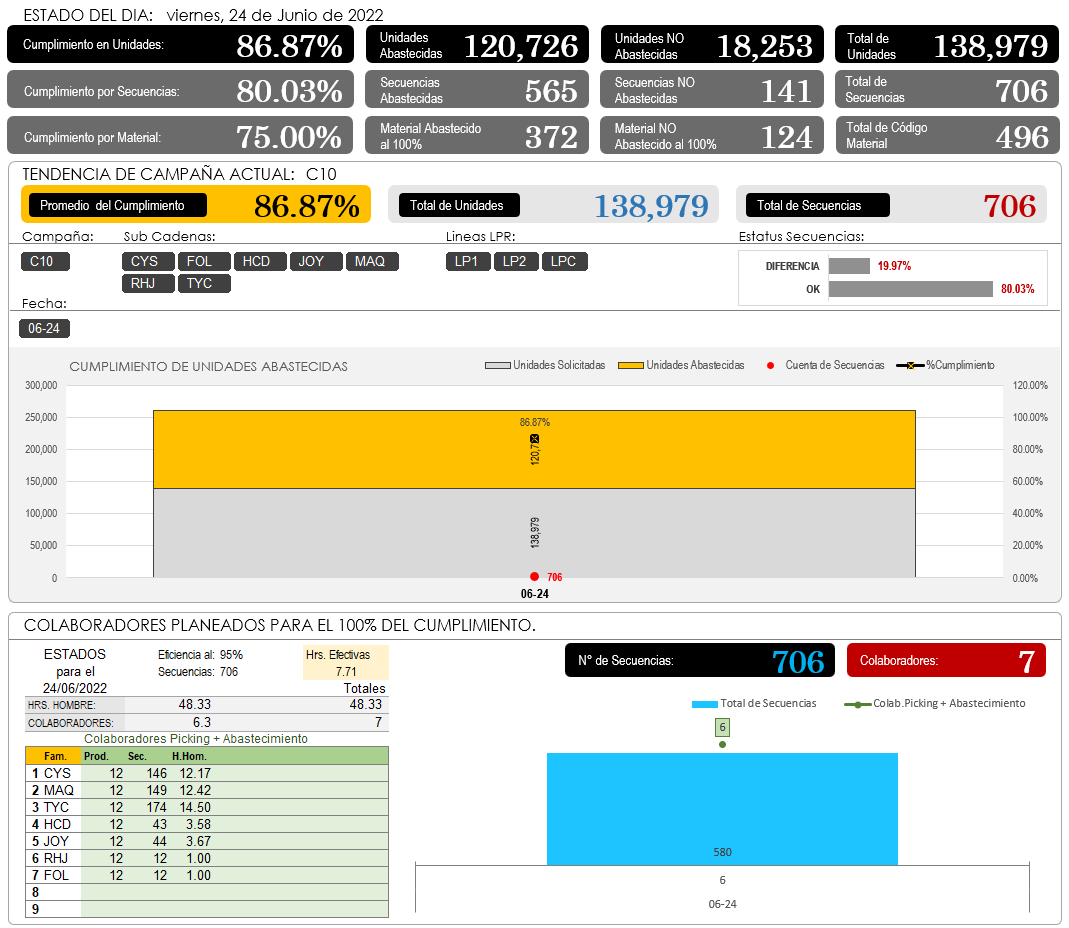 ESTADO DEL DIA: viernes, 24 de Junio de 2022
Cumplimiento en Unidades: 86.87%
Unidades Abastecidas 120,726
Unidades NO Abastecidas 18,253
Total de Unidades 138,979
Cumplimiento por Secuencias: 80.03%
Secuencias Abastecidas 565
Secuencias NO Abastecidas 141
Total de Secuencias 706
Cumplimiento por Material: 75.00%
Material Abastecido al 100% 372
Material NO Abastecido al 100% 124
Total de Código Material 496
TENDENCIA DE CAMPAÑA ACTUAL: C10
Promedio del Cumplimiento 86.87%
Total de Unidades 138,979
Total de Secuencias 706
Campaña: Sub Cadenas: Lineas LPR: Estatus Secuencias:
C10 CYS FOL HCD JOY MAQ LP1 LP2 LPC
RHJ TYC
DIFERENCIA 19.97%
OK 80.03%
Fecha:
06-24
CUMPLIMIENTO DE UNIDADES ABASTECIDAS
Unidades Solicitadas Unidades Abastecidas Cuenta de Secuencias %Cumplimiento
300,000 120.00%
250,000 100.00%
200,000 80.00%
150,000 60.00%
100,000 40.00%
50,000 20.00%
0 0.00%
86.87%
138,979
706
06-24
COLABORADORES PLANEADOS PARA EL 100% DEL CUMPLIMIENTO.
ESTADOS para el 24/06/2022
Eficiencia al: 95%
Secuencias: 706
Hrs. Efectivas
7.71
Totales
HRS. HOMBRE: 48.33 48.33
COLABORADORES: 6.3 7
Colaboradores Picking + Abastecimiento
Fam. Prod. Sec. H.Hom.
1 CYS 12 146 12.17
2 MAQ 12 149 12.42
3 TYC 12 174 14.50
4 HCD 12 43 3.58
5 JOY 12 44 3.67
6 RHJ 12 12 1.00
7 FOL 12 12 1.00
8
9
N° de Secuencias: 706
Colaboradores: 7
Total de Secuencias Colab.Picking + Abastecimiento
6
580
6
06-24